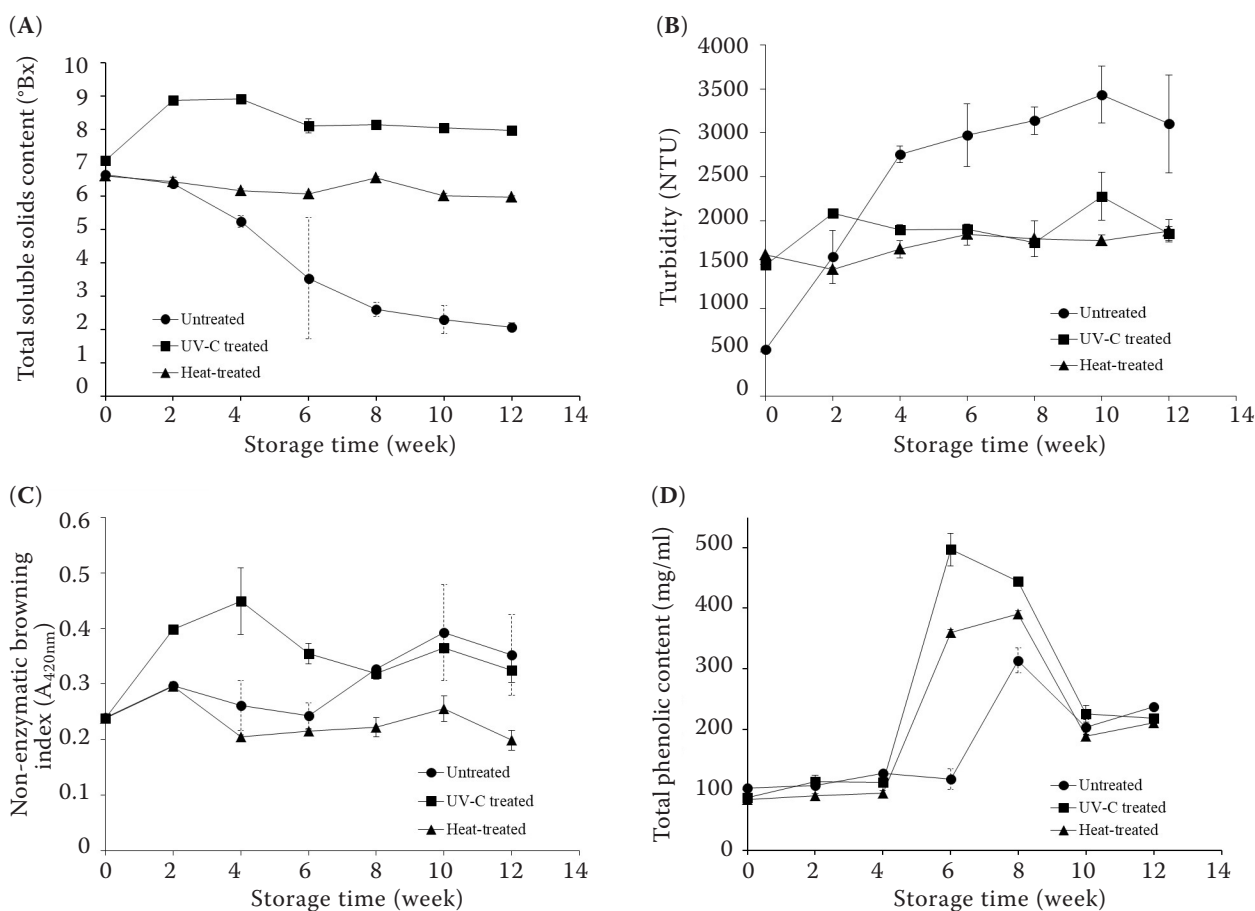 (A)
Total soluble solids content (°Bx)
10
9
8
7
6
5
4
3
2
1
0
Untreated
UV-C treated
Heat-treated
0 2 4 6 8 10 12 14
Storage time (week)
(B)
Turbidity (NTU)
4000
3500
3000
2500
2000
1500
1000
500
0
Untreated
UV-C treated
Heat-treated
0 2 4 6 8 10 12 14
Storage time (week)
(C)
Non-enzymatic browning
index (A420nm)
0.6
0.5
0.4
0.3
0.2
0.1
0
Untreated
UV-C treated
Heat-treated
0 2 4 6 8 10 12 14
Storage time (week)
(D)
Total phenolic content (mg/ml)
500
400
300
200
100
0
Untreated
UV-C treated
Heat-treated
0 2 4 6 8 10 12 14
Storage time (week)